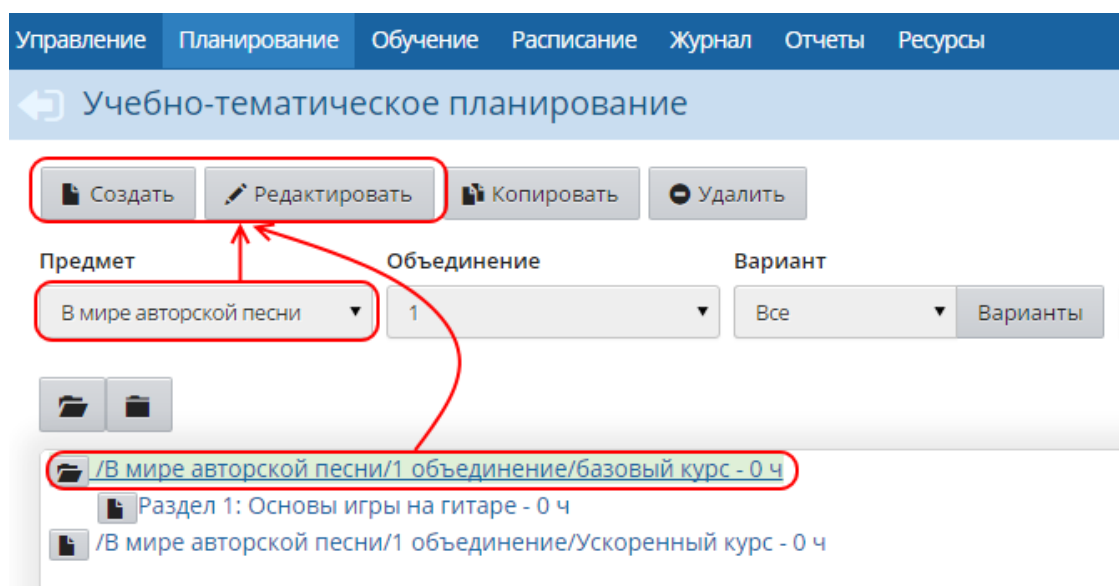 Управление Планирование Обучение Расписание Журнал Отчеты Ресурсы
Учебно-тематическое планирование
Создать Редактировать Копировать Удалить
Предмет Объединение Вариант
В мире авторской песни 1 Все Варианты
/В мире авторской песни/1 объединение/базовый курс - 0 ч
Раздел 1: Основы игры на гитаре - 0 ч
/В мире авторской песни/1 объединение/Ускоренный курс - 0 ч